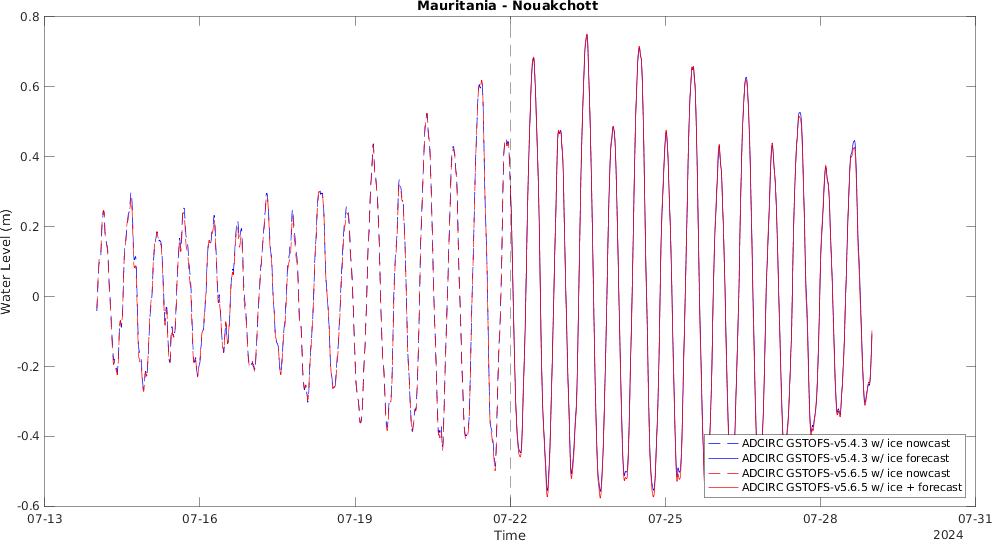 Mauritania - Nouakchott
0.8
0.6
0.4
0.2
0
-0.2
-0.4
-0.6
Water Level (m)
ADCIRC GSTOFS-v5.4.3 w/ ice nowcast
ADCIRC GSTOFS-v5.4.3 w/ ice forecast
ADCIRC GSTOFS-v5.6.5 w/ ice nowcast
ADCIRC GSTOFS-v5.6.5 w/ ice + forecast
07-13 07-16 07-19 07-22 07-25 07-28 07-31
Time
2024